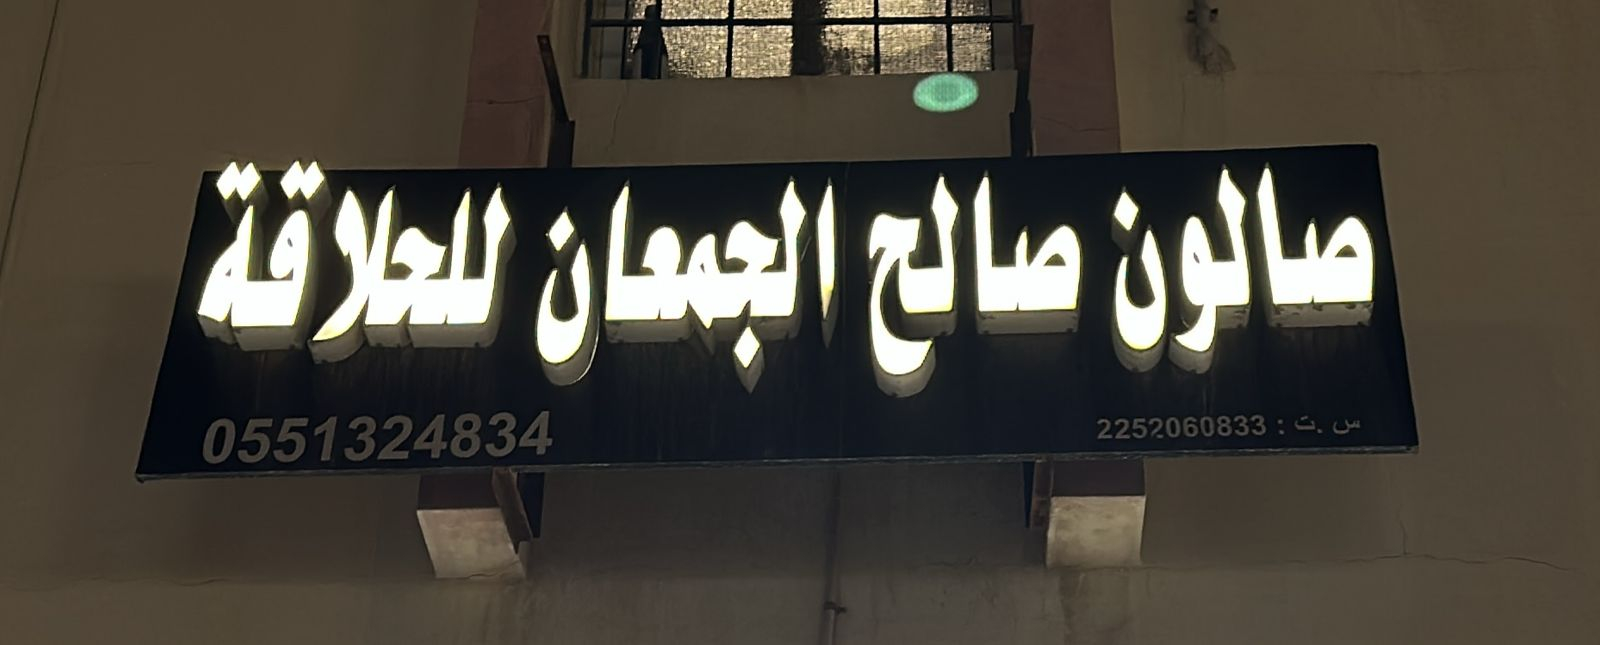 صالون صالح الجمعان للحلاقة
س.ت : 2252060833
0551324834